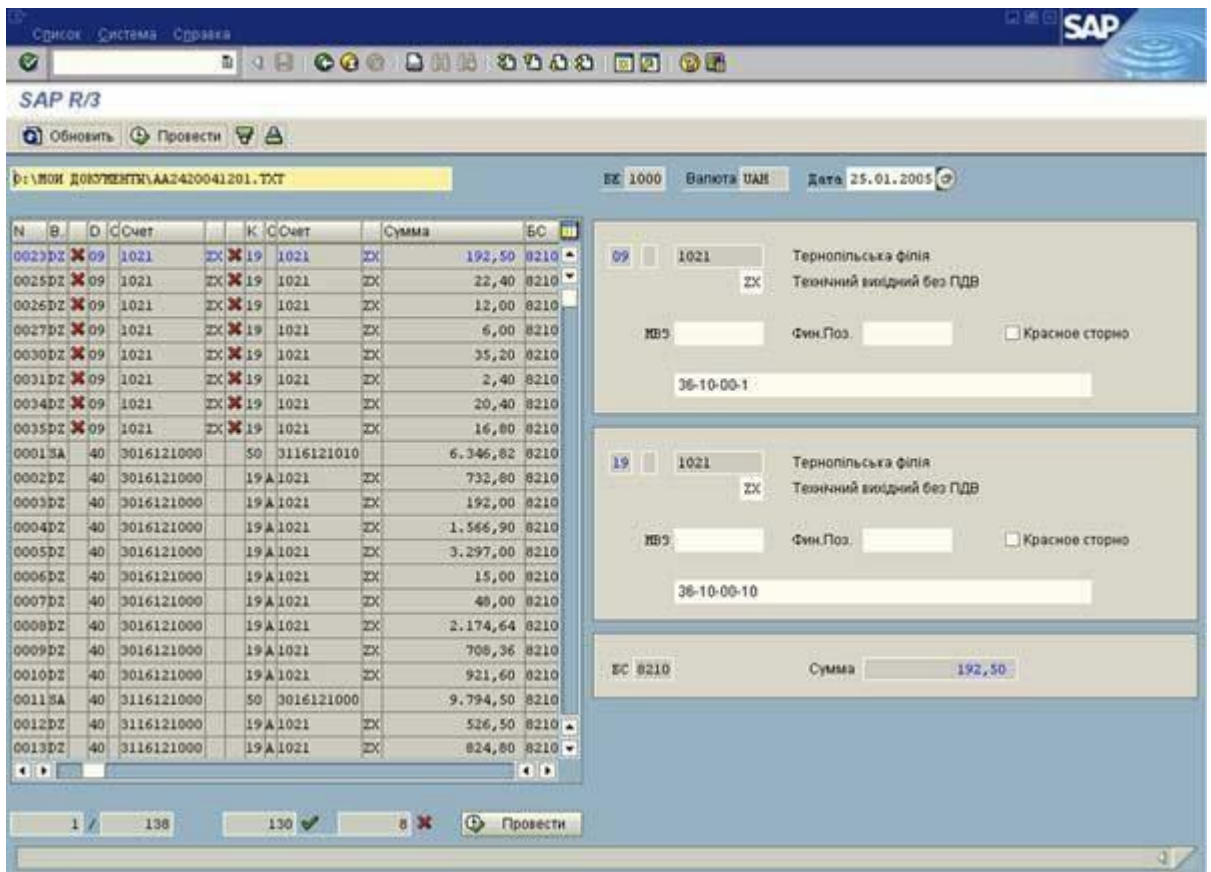 Список Система Справка
SAP
SAP R/3
Обновить Провести
D:\МОИ ДОКУМЕНТЫ\AA2420041201.TXT БЕ 1000 Валюта UAH Дата 25.01.2005
N В. D С Счет К С Счет Сумма БС
0023 DZ 09 1021 ZX 19 1021 ZX 192,50 8210
0025 DZ 09 1021 ZX 19 1021 ZX 22,40 8210
0026 DZ 09 1021 ZX 19 1021 ZX 12,00 8210
0027 DZ 09 1021 ZX 19 1021 ZX 6,00 8210
0030 DZ 09 1021 ZX 19 1021 ZX 35,20 8210
0031 DZ 09 1021 ZX 19 1021 ZX 2,40 8210
0034 DZ 09 1021 ZX 19 1021 ZX 20,40 8210
0035 DZ 09 1021 ZX 19 1021 ZX 16,80 8210
0001 SA 40 3016121000 50 3116121010 6.346,82 8210
0002 DZ 40 3016121000 19 A 1021 ZX 732,80 8210
0003 DZ 40 3016121000 19 A 1021 ZX 192,00 8210
0004 DZ 40 3016121000 19 A 1021 ZX 1.566,90 8210
0005 DZ 40 3016121000 19 A 1021 ZX 3.297,00 8210
0006 DZ 40 3016121000 19 A 1021 ZX 15,00 8210
0007 DZ 40 3016121000 19 A 1021 ZX 48,00 8210
0008 DZ 40 3016121000 19 A 1021 ZX 2.174,64 8210
0009 DZ 40 3016121000 19 A 1021 ZX 708,36 8210
0010 DZ 40 3016121000 19 A 1021 ZX 921,60 8210
0011 SA 40 3116121000 50 3016121000 9.794,50 8210
0012 DZ 40 3116121000 19 A 1021 ZX 526,50 8210
0013 DZ 40 3116121000 19 A 1021 ZX 824,80 8210
1 / 138 130 8 Провести
09 1021 Тернопільська філія
ZX Технічний вихідний без ПДВ
МВЗ Фин.Поз. Красное сторно
36-10-00-1
19 1021 Тернопільська філія
ZX Технічний вихідний без ПДВ
МВЗ Фин.Поз. Красное сторно
36-10-00-10
БС 8210 Сумма 192,50